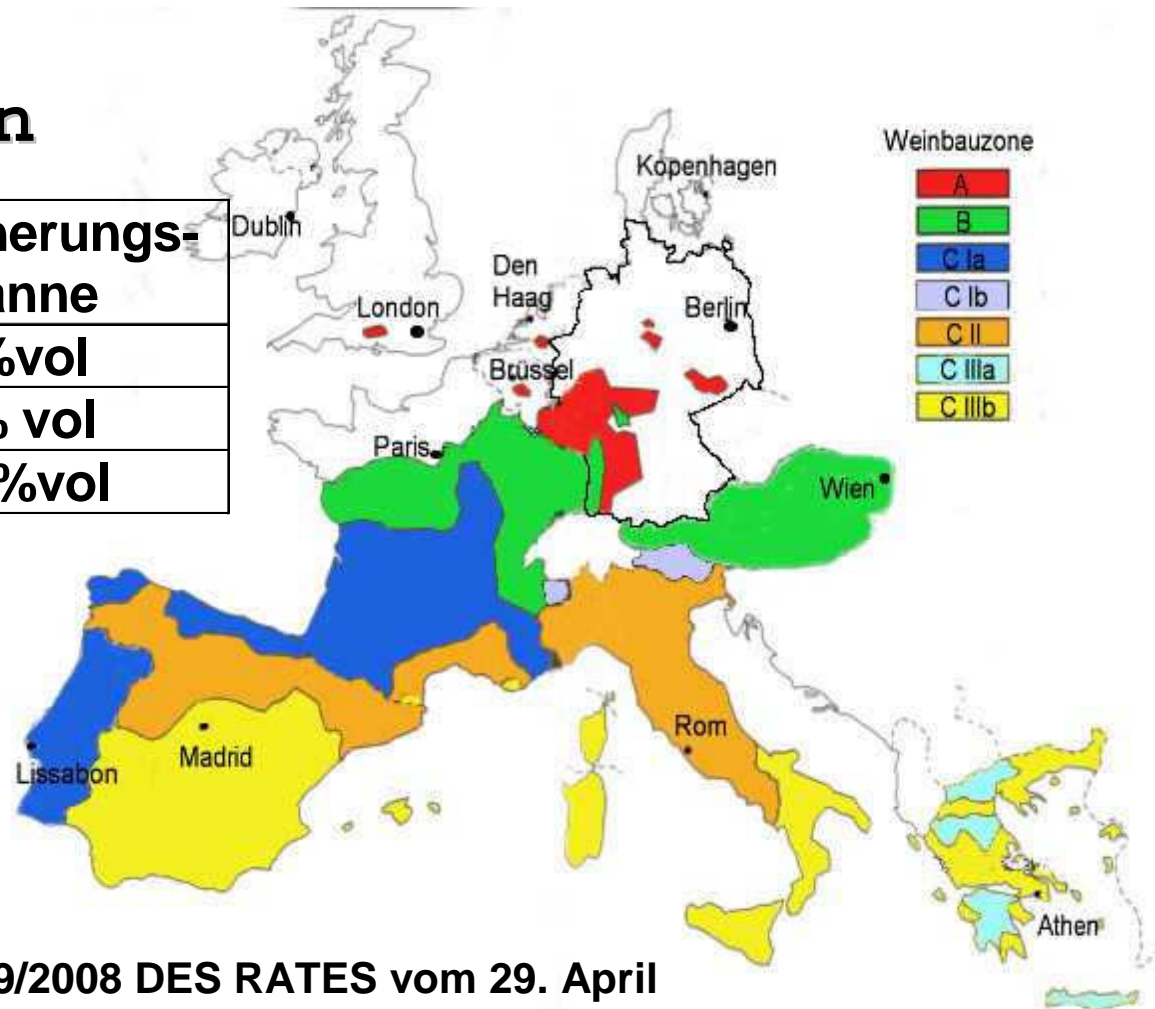 n
herungs-
anne
%vol
% vol
%vol
9/2008 DES RATES vom 29. April
Weinbauzone
A
B
C Ia
C Ib
C II
C IIIa
C IIIb
Kopenhagen
Dublin
Den
Haag
London
Berlin
Brüssel
Paris
Wien
Madrid
Lissabon
Rom
Athen